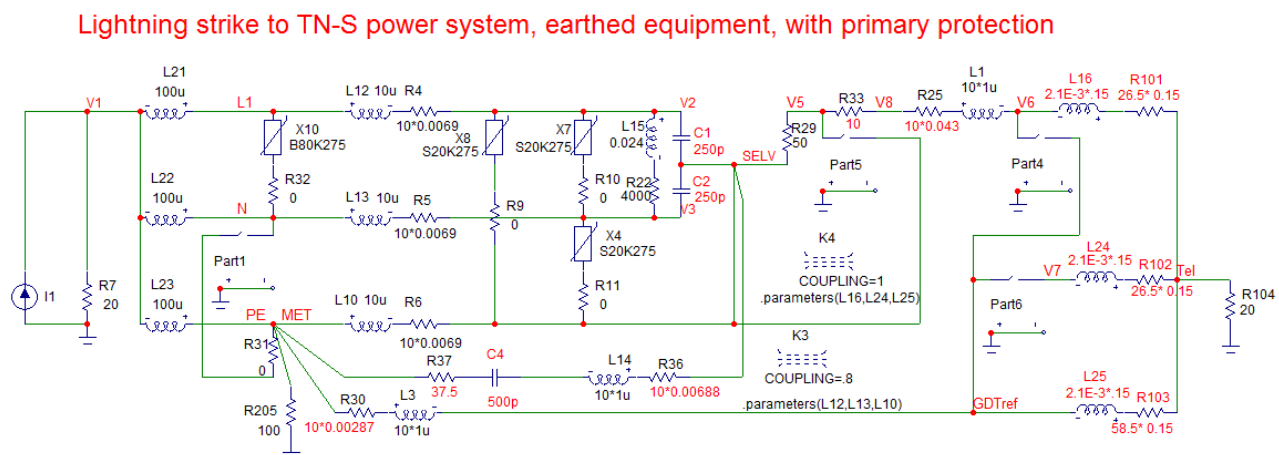 Lightning strike to TN-S power system, earthed equipment, with primary protection
L21
100u
V1
L1
L12 10u R4
10*0.0069
X10
B80K275
R32
0
X8
S20K275
X7
S20K275
L15
0.024
V2
C1
250p
SELV
R29
50
V5
R33
10
V8
R25
10*0.043
L1
10*1u
V6
L16
2.1E-3*.15
R101
26.5* 0.15
Part5
Part4
L22
100u
N
L13 10u R5
10*0.0069
R9
0
R10
0
R22
4000
C2
250p
V3
X4
S20K275
R11
0
K4
COUPLING=1
.parameters(L16,L24,L25)
L24
2.1E-3*.15
V7
R102
26.5* 0.15
Tel
R104
20
Part6
I1
R7
20
L23
100u
Part1
PE MET
L10 10u R6
10*0.0069
R31
0
R37
37.5
C4
500p
L14
10*1u
R36
10*0.00688
K3
COUPLING=.8
.parameters(L12,L13,L10)
R205
100
R30
10*0.00287
L3
10*1u
GDTref
L25
2.1E-3*.15
R103
58.5* 0.15